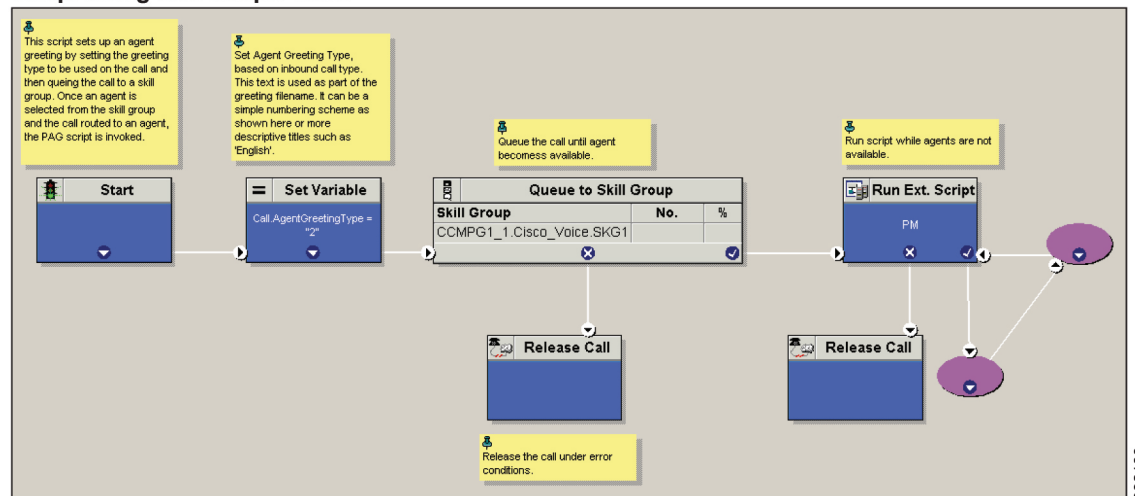 This script sets up an agent
greeting by setting the greeting
type to be used on the call and
then queing the call to a skill
group. Once an agent is
selected from the skill group
and the call routed to an agent,
the PAG script is invoked.
Set Agent Greeting Type,
based on inbound call type.
This text is used as part of the
greeting filename. It can be a
simple numbering scheme as
shown here or more
descriptive titles such as
'English'.
Queue the call until agent
becomess available.
Run script while agents are not
available.
Start
= Set Variable
Call.AgentGreetingType =
"2"
Queue to Skill Group
Skill Group No. %
CCMPG1_1.Cisco_Voice.SKG1
Run Ext. Script
PM
Release Call
Release Call
Release the call under error
conditions.